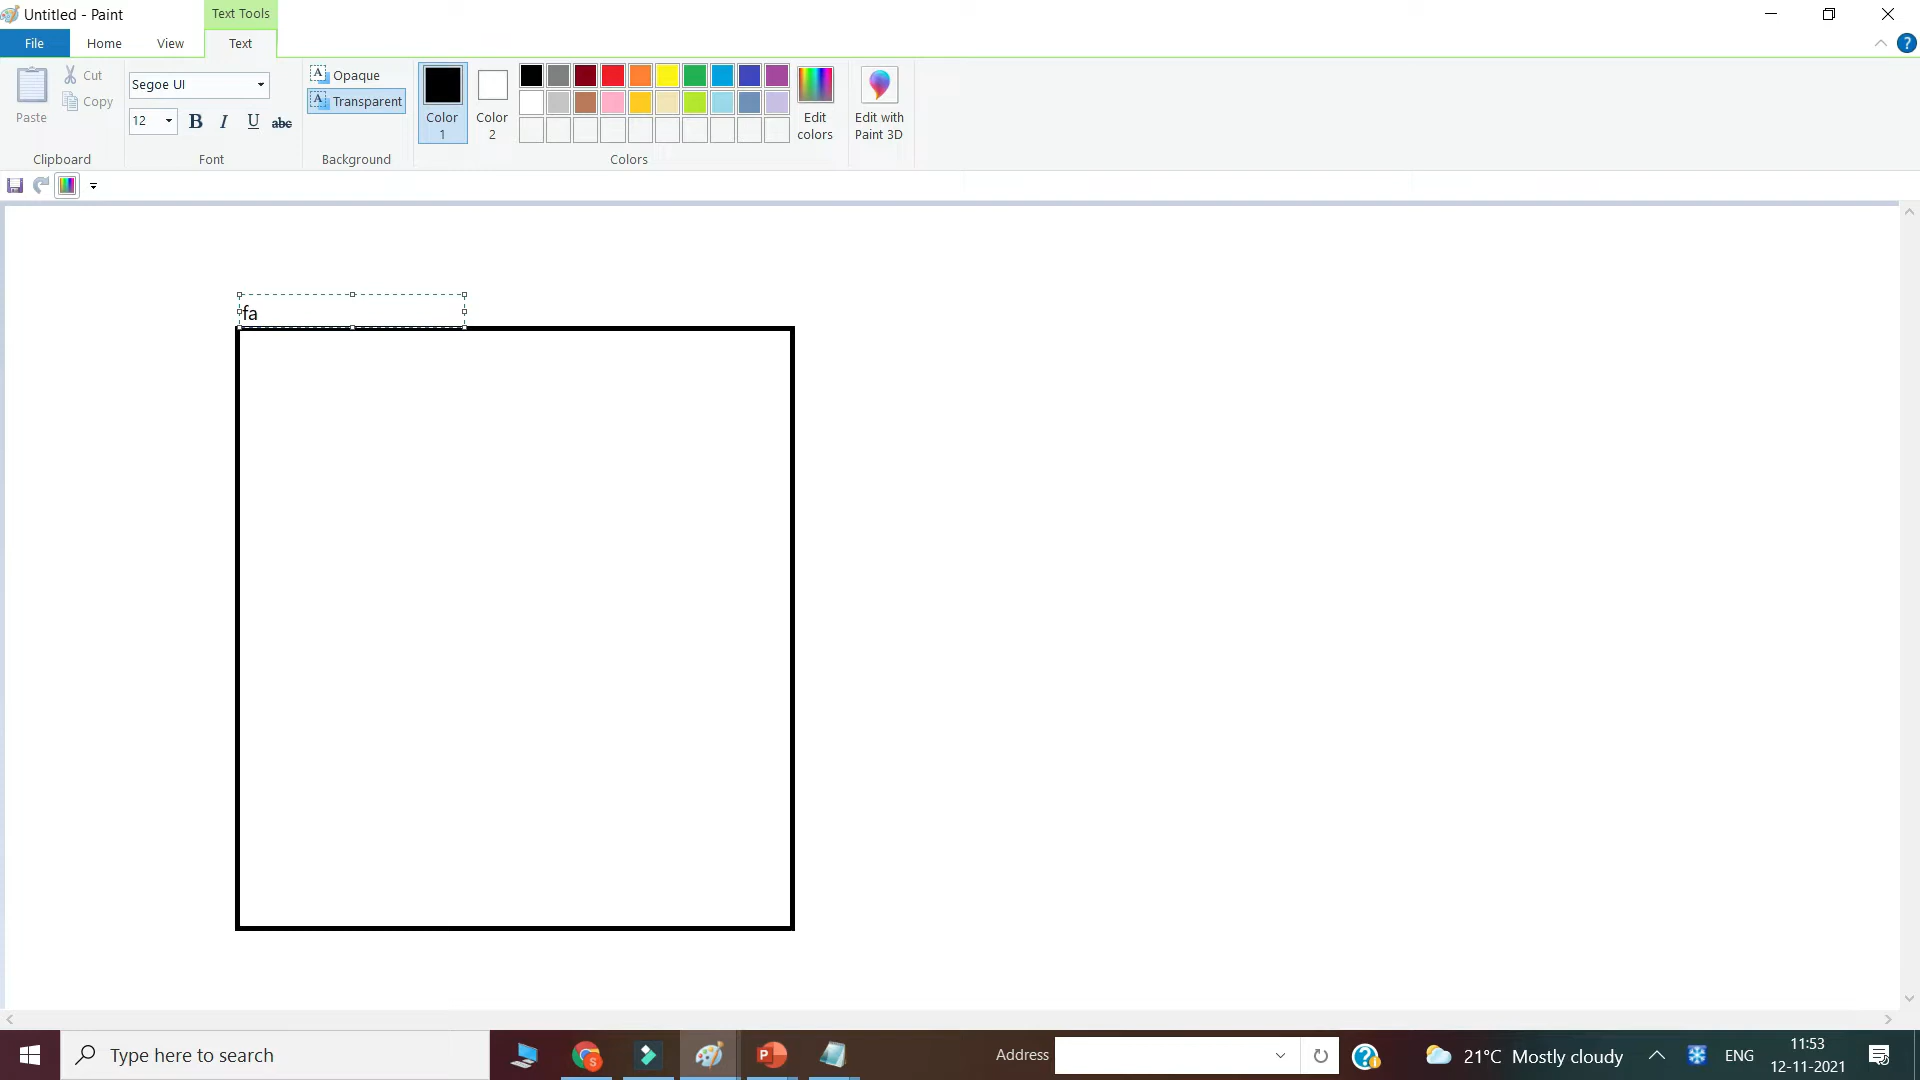 Untitled - Paint
Text Tools
File
Home
View
Text
Paste
Cut
Copy
Clipboard
Segoe UI
12
B I U abc
Font
Opaque
Transparent
Background
Color
1
Color
2
Edit
colors
Colors
Edit with
Paint 3D
fa
Type here to search
Address
21°C Mostly cloudy
ENG
11:53
12-11-2021